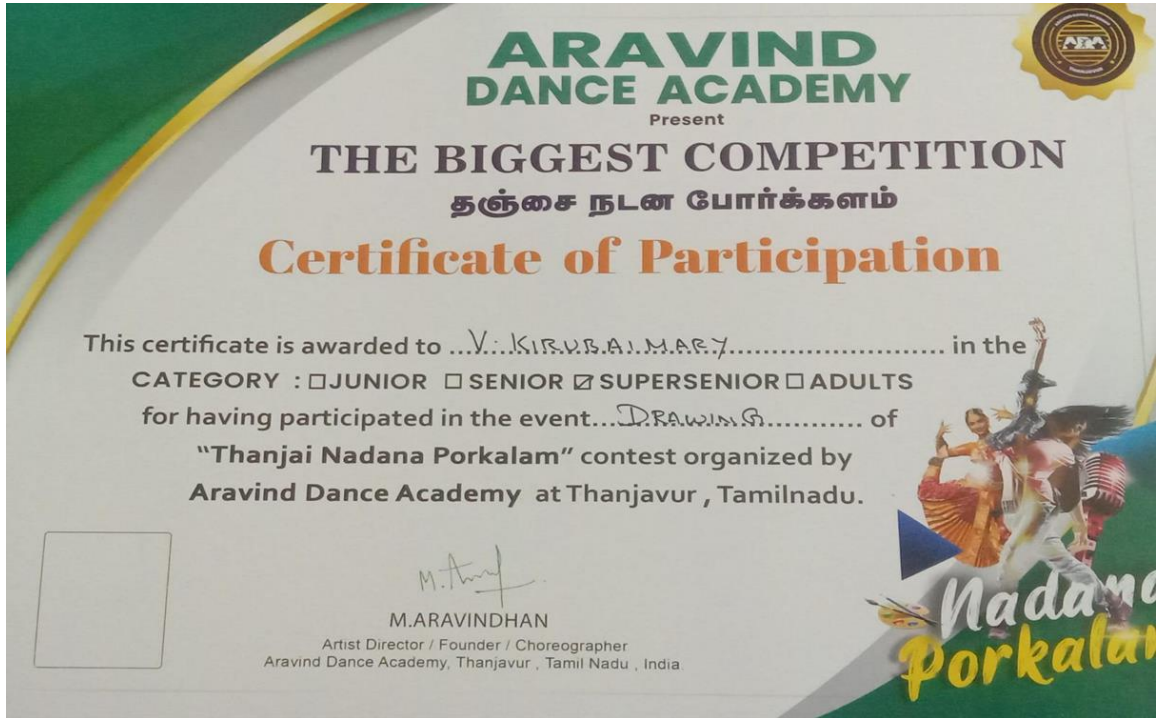 ARAVIND
DANCE ACADEMY
Present
THE BIGGEST COMPETITION
தஞ்சை நடன போர்க்களம்
Certificate of Participation
This certificate is awarded to ...V. KIRUBAI MARY........................... in the
CATEGORY : ☐JUNIOR ☐ SENIOR ☑ SUPERSENIOR ☐ ADULTS
for having participated in the event....DRAWING............ of
“Thanjai Nadana Porkalam” contest organized by
Aravind Dance Academy at Thanjavur , Tamilnadu.
M.ARAVINDHAN
Artist Director / Founder / Choreographer
Aravind Dance Academy, Thanjavur , Tamil Nadu , India.
ADA
Nadana
Porkalam